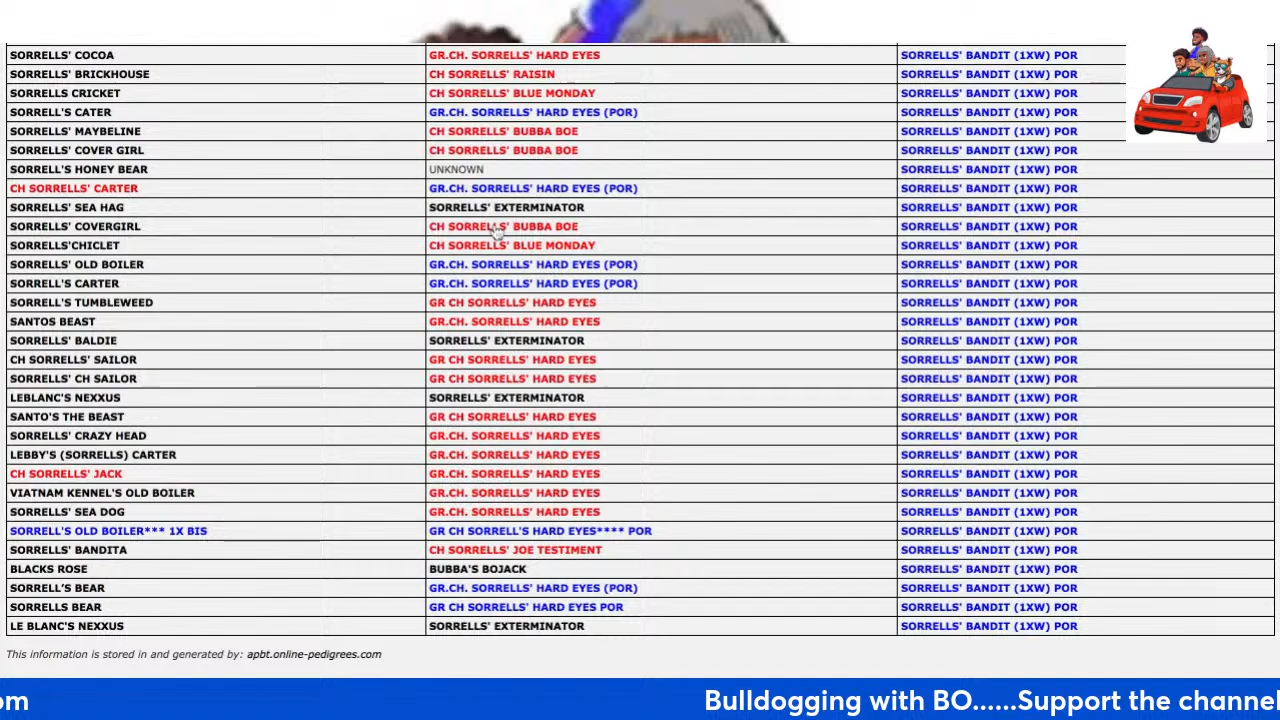 SORRELLS' COCOA GR.CH. SORRELLS' HARD EYES SORRELLS' BANDIT (1XW) POR
SORRELLS' BRICKHOUSE CH SORRELLS' RAISIN SORRELLS' BANDIT (1XW) POR
SORRELLS CRICKET CH SORRELLS' BLUE MONDAY SORRELLS' BANDIT (1XW) POR
SORREL'S CATER GR.CH. SORRELLS' HARD EYES (POR) SORRELLS' BANDIT (1XW) POR
SORRELLS' MAYBELINE CH SORRELLS' BUBBA BOE SORRELLS' BANDIT (1XW) POR
SORRELLS' COVER GIRL CH SORRELLS' BUBBA BOE SORRELLS' BANDIT (1XW) POR
SORRELL'S HONEY BEAR UNKNOWN SORRELLS' BANDIT (1XW) POR
CH SORRELLS' CARTER GR.CH. SORRELLS' HARD EYES (POR) SORRELLS' BANDIT (1XW) POR
SORRELLS' SEA HAG SORRELLS' EXTERMINATOR SORRELLS' BANDIT (1XW) POR
SORRELLS' COVERGIRL CH SORRELLS' BUBBA BOE SORRELLS' BANDIT (1XW) POR
SORRELLS'CHICLET CH SORRELLS' BLUE MONDAY SORRELLS' BANDIT (1XW) POR
SORRELLS' OLD BOILER GR.CH. SORRELLS' HARD EYES (POR) SORRELLS' BANDIT (1XW) POR
SORRELL'S CARTER GR.CH. SORRELLS' HARD EYES (POR) SORRELLS' BANDIT (1XW) POR
SORRELL'S TUMBLEWEED GR CH SORRELLS' HARD EYES SORRELLS' BANDIT (1XW) POR
SANTOS BEAST GR.CH. SORRELLS' HARD EYES SORRELLS' BANDIT (1XW) POR
SORRELLS' BALDIE SORRELLS' EXTERMINATOR SORRELLS' BANDIT (1XW) POR
CH SORRELLS' SAILOR GR CH SORRELLS' HARD EYES SORRELLS' BANDIT (1XW) POR
SORRELLS' CH SAILOR GR CH SORRELLS' HARD EYES SORRELLS' BANDIT (1XW) POR
LEBLANC'S NEXXUS SORRELLS' EXTERMINATOR SORRELLS' BANDIT (1XW) POR
SANTO'S THE BEAST GR CH SORRELLS' HARD EYES SORRELLS' BANDIT (1XW) POR
SORRELLS' CRAZY HEAD GR.CH. SORRELLS' HARD EYES SORRELLS' BANDIT (1XW) POR
LEBBY'S (SORRELLS) CARTER GR.CH. SORRELLS' HARD EYES SORRELLS' BANDIT (1XW) POR
CH SORRELLS' JACK GR.CH. SORRELLS' HARD EYES SORRELLS' BANDIT (1XW) POR
VIATNAM KENNEL'S OLD BOILER GR.CH. SORRELLS' HARD EYES SORRELLS' BANDIT (1XW) POR
SORRELLS' SEA DOG GR.CH. SORRELLS' HARD EYES SORRELLS' BANDIT (1XW) POR
SORRELL'S OLD BOILER*** 1X BIS GR CH SORRELL'S HARD EYES**** POR SORRELLS' BANDIT (1XW) POR
SORRELLS' BANDITA CH SORRELLS' JOE TESTIMENT SORRELLS' BANDIT (1XW) POR
BLACKS ROSE BUBBA'S BOJACK SORRELLS' BANDIT (1XW) POR
SORRELL'S BEAR GR.CH. SORRELLS' HARD EYES (POR) SORRELLS' BANDIT (1XW) POR
SORRELLS BEAR GR CH SORRELLS' HARD EYES POR SORRELLS' BANDIT (1XW) POR
LE BLANC'S NEXXUS SORRELLS' EXTERMINATOR SORRELLS' BANDIT (1XW) POR
This information is stored in and generated by: apbt.online-pedigrees.com
om Bulldogging with BO......Support the channel